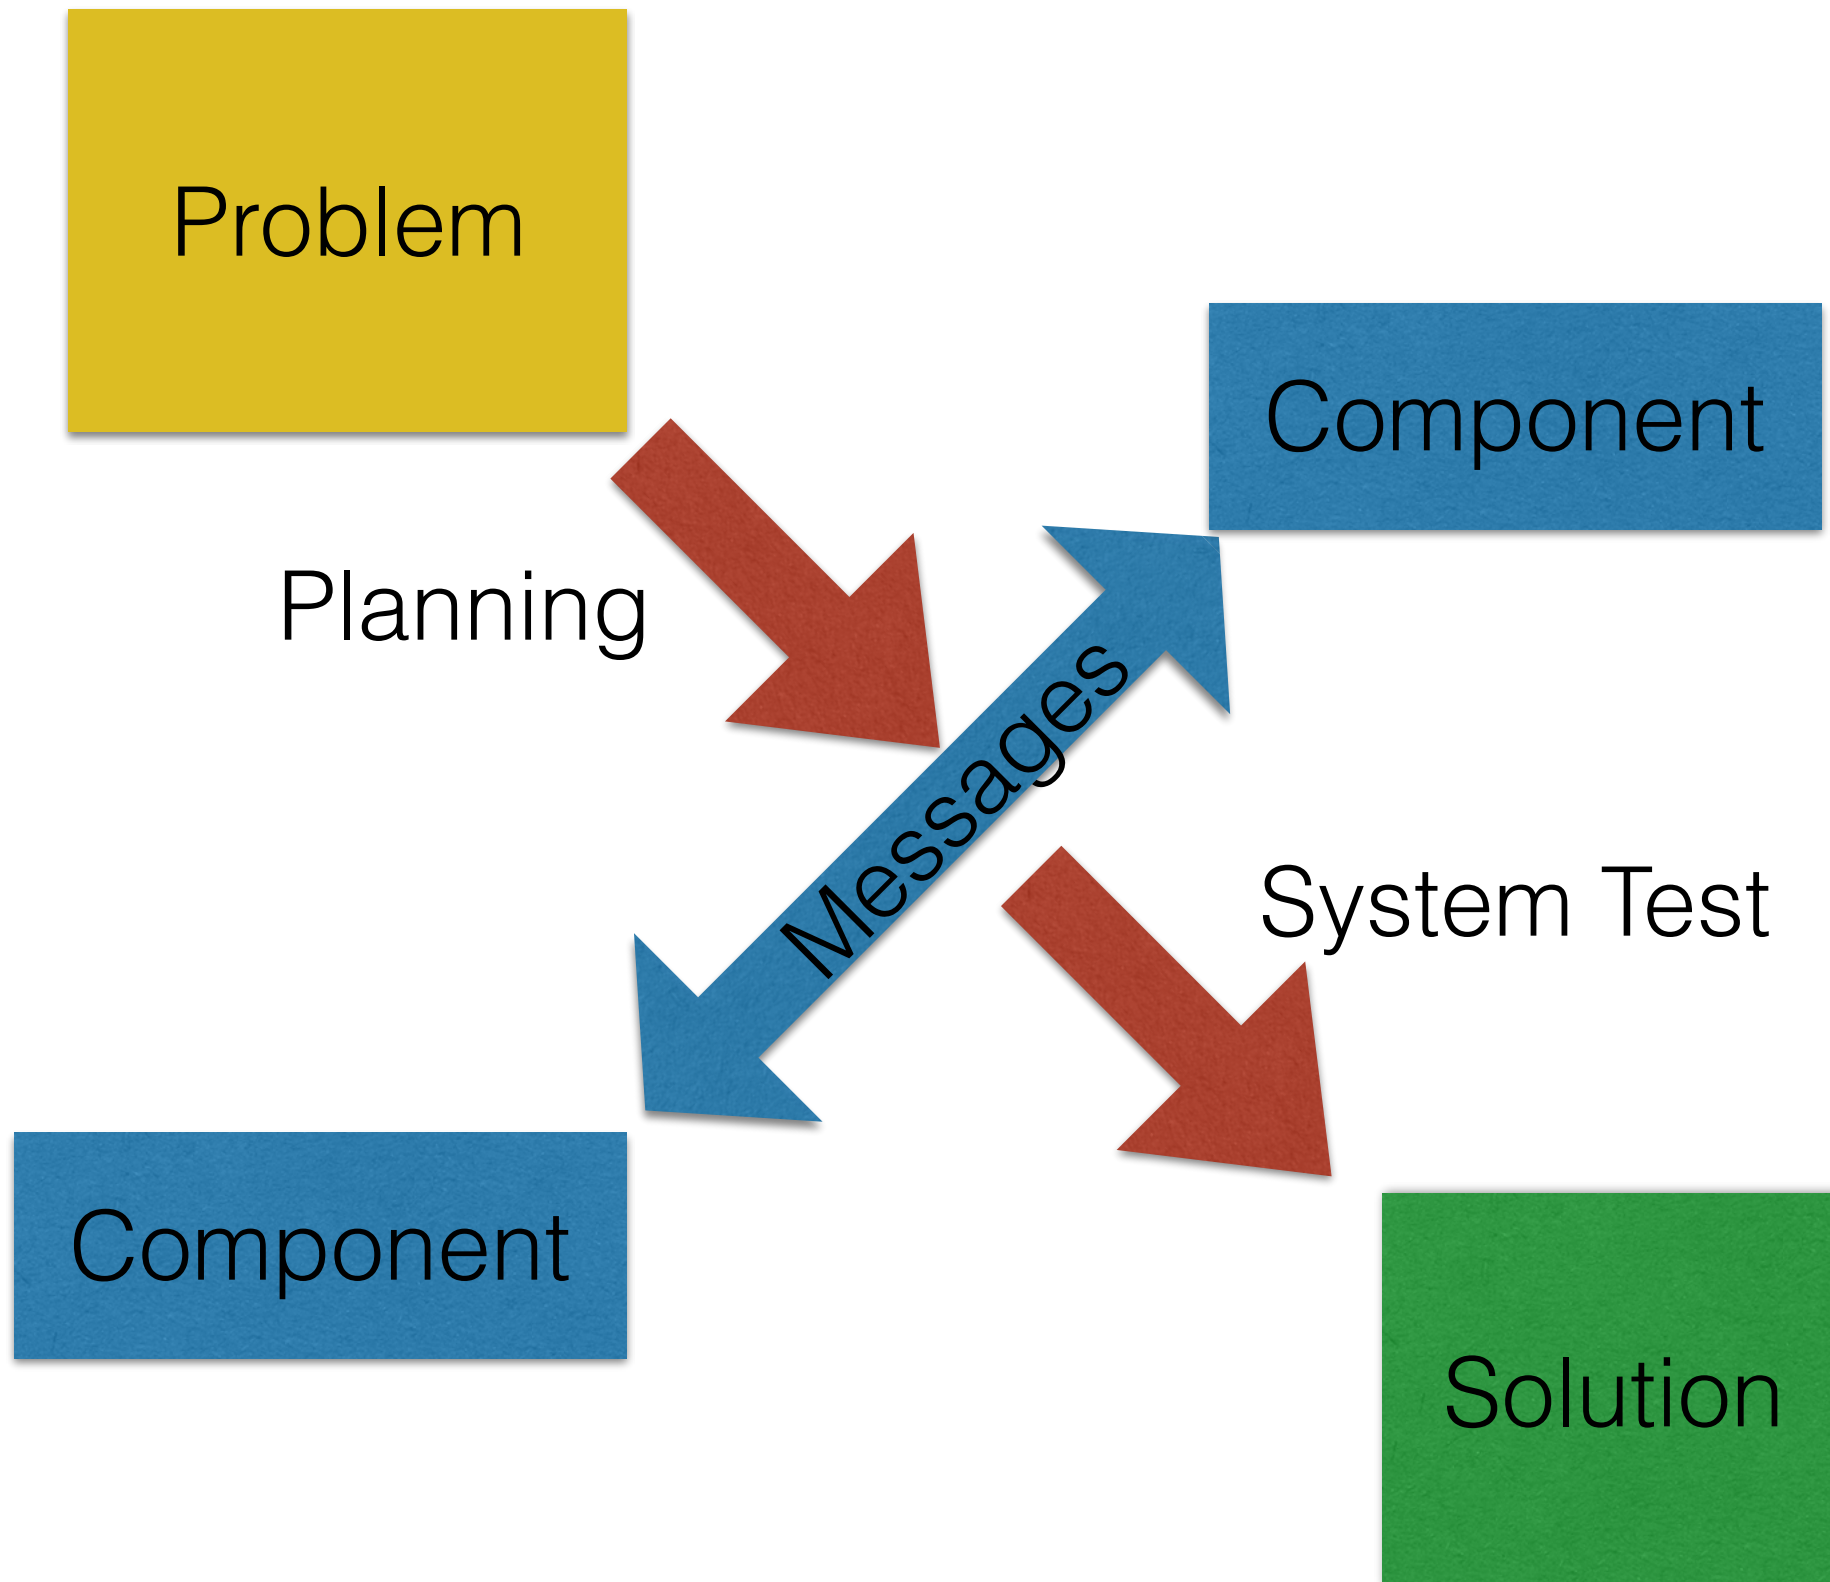 Problem
Component
Planning
Messages
System Test
Component
Solution